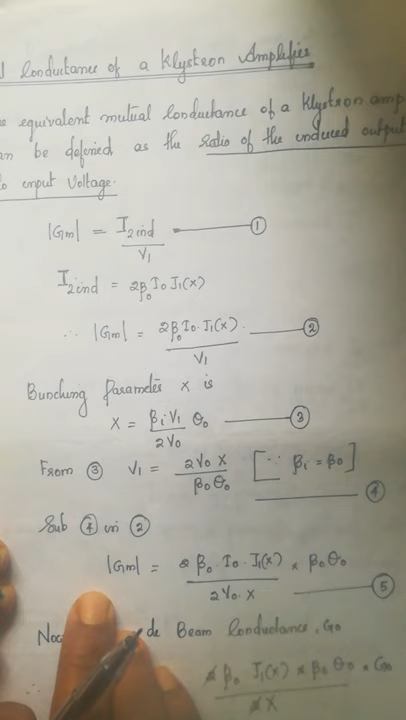 Conductance of a Klystron Amplifier
equivalent mutual Conductance of a Klystron amp
be defined as the ratio of the induced output
input Voltage.
|Gm| = I₂ind / V₁ ①
I₂ind = 2β₀ I₀ J₁(x)
∴ |Gm| = 2β₀ I₀. J₁(x) / V₁ ②
Bunching Parameter x is
X = βi V₁ / 2V₀ θ₀ ③
From ③ V₁ = 2V₀ X / β₀ θ₀ [∵ βi = β₀] ④
Sub ④ in ②
|Gm| = 2 β₀. I₀. J₁(x) / 2V₀. x × β₀θ₀ ⑤
Beam Conductance, G₀
2 β₀ J₁(x) × β₀ θ₀ . G₀ / 2X